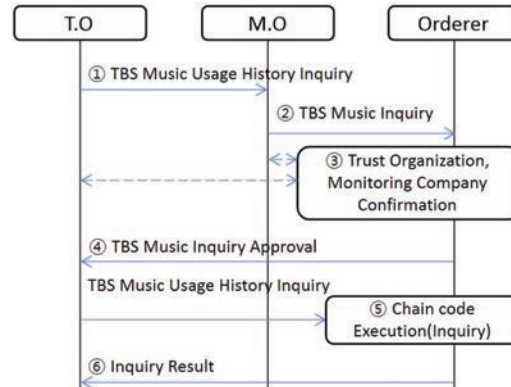 T.O
M.O
Orderer
① TBS Music Usage History Inquiry
② TBS Music Inquiry
③ Trust Organization,
Monitoring Company
Confirmation
④ TBS Music Inquiry Approval
TBS Music Usage History Inquiry
⑤ Chain code
Execution(Inquiry)
⑥ Inquiry Result